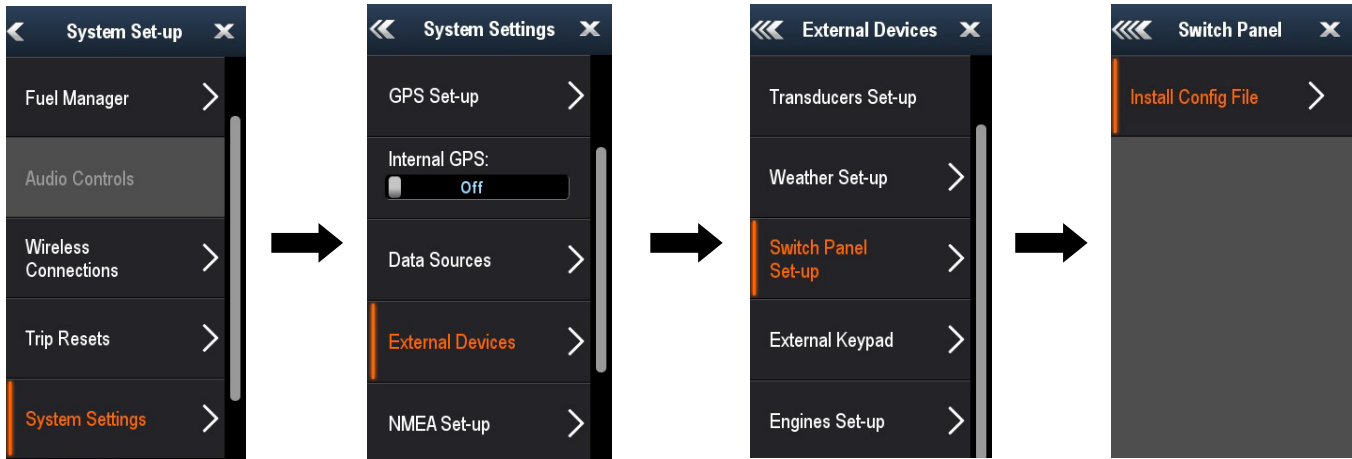 System Set-up
Fuel Manager
Audio Controls
Wireless
Connections
Trip Resets
System Settings
System Settings
GPS Set-up
Internal GPS:
Off
Data Sources
External Devices
NMEA Set-up
External Devices
Transducers Set-up
Weather Set-up
Switch Panel
Set-up
External Keypad
Engines Set-up
Switch Panel
Install Config File